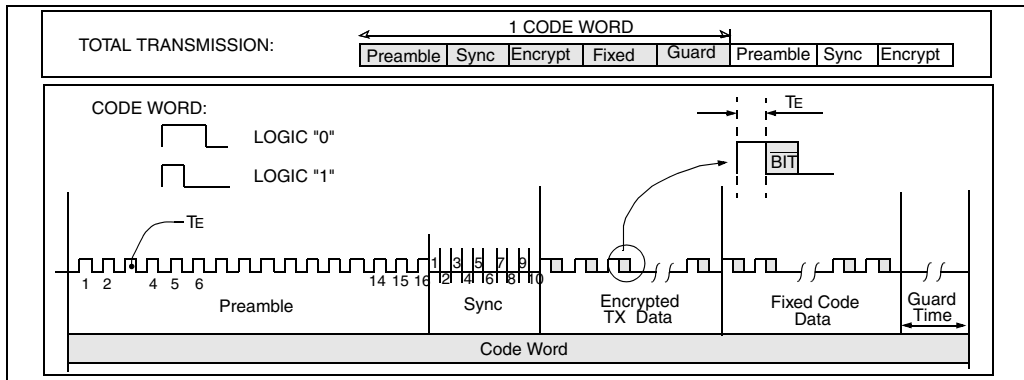 1 CODE WORD
TOTAL TRANSMISSION:
Preamble Sync Encrypt Fixed Guard Preamble Sync Encrypt
CODE WORD:
TE
LOGIC "0"
BIT
LOGIC "1"
TE
1 2 4 5 6 14 15 16 1 2 3 4 5 6 7 8 9 10
Preamble
Sync
Encrypted
TX Data
Fixed Code
Data
Guard
Time
Code Word